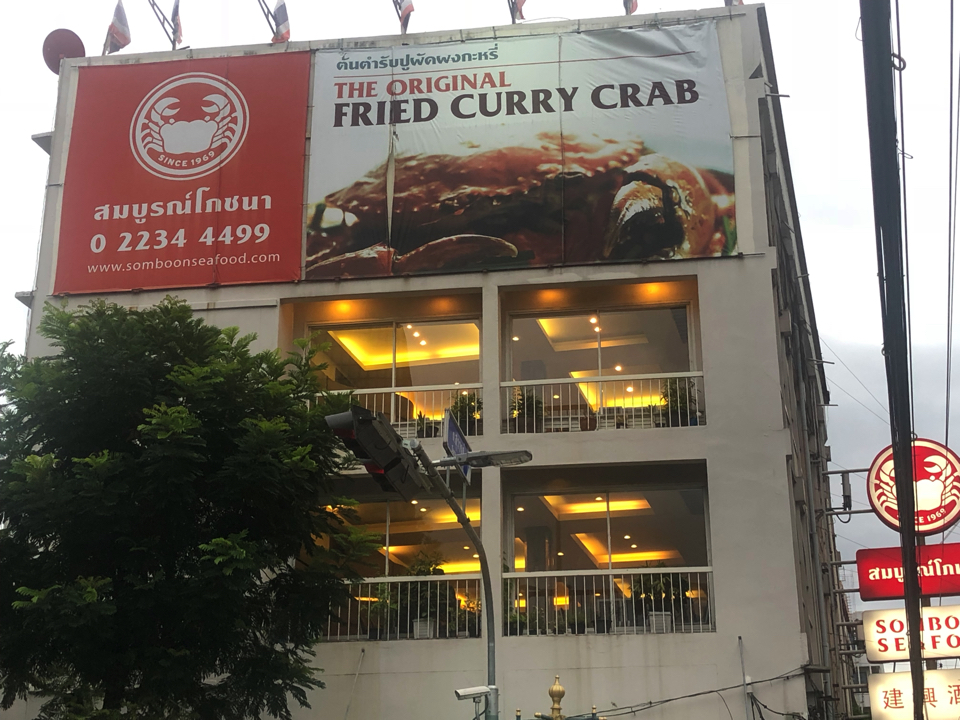 SINCE 1969
สมบูรณ์โภชนา
0 2234 4499
www.somboonseafood.com
ต้นตำรับปูผัดผงกะหรี่
THE ORIGINAL
FRIED CURRY CRAB
1969
สมบูรณ์โภ
SOMBO
SEAFO
建興酒